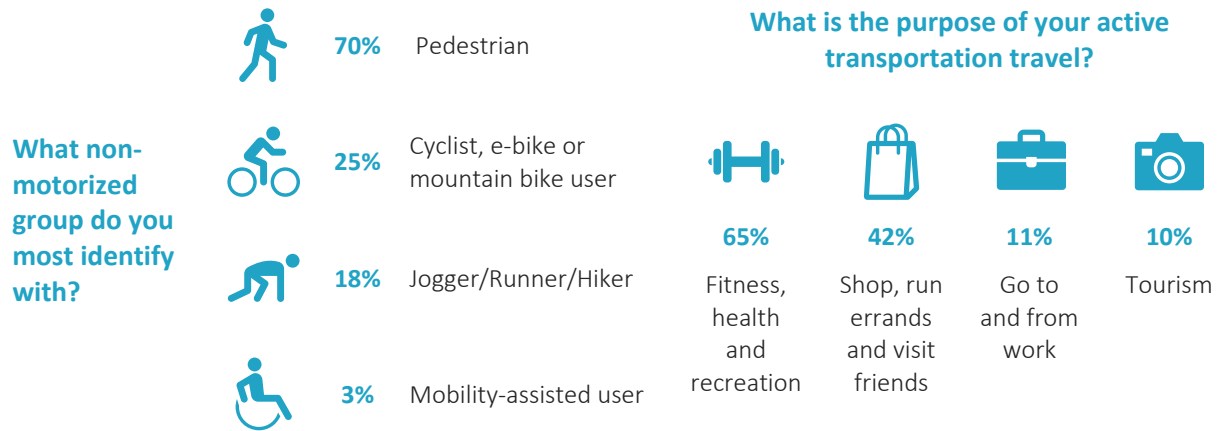 What non-
motorized
group do you
most identify
with?
70% Pedestrian
25% Cyclist, e-bike or
mountain bike user
18% Jogger/Runner/Hiker
3% Mobility-assisted user
What is the purpose of your active
transportation travel?
65%
Fitness,
health
and
recreation
42%
Shop, run
errands
and visit
friends
11%
Go to
and from
work
10%
Tourism